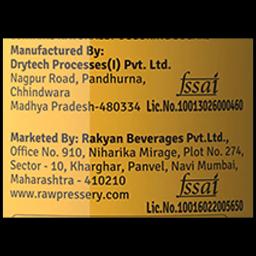 Manufactured By:
Drytech Processes(I) Pvt. Ltd.
Nagpur Road, Pandhurna,
Chhindwara
Madhya Pradesh-480334
fssai
Lic.No.10013026000460
Marketed By: Rakyan Beverages Pvt.Ltd.,
Office No. 910, Niharika Mirage, Plot No. 274,
Sector - 10, Kharghar, Panvel, Navi Mumbai,
Maharashtra - 410210
www.rawpressery.com
fssai
Lic.No.10016022005650